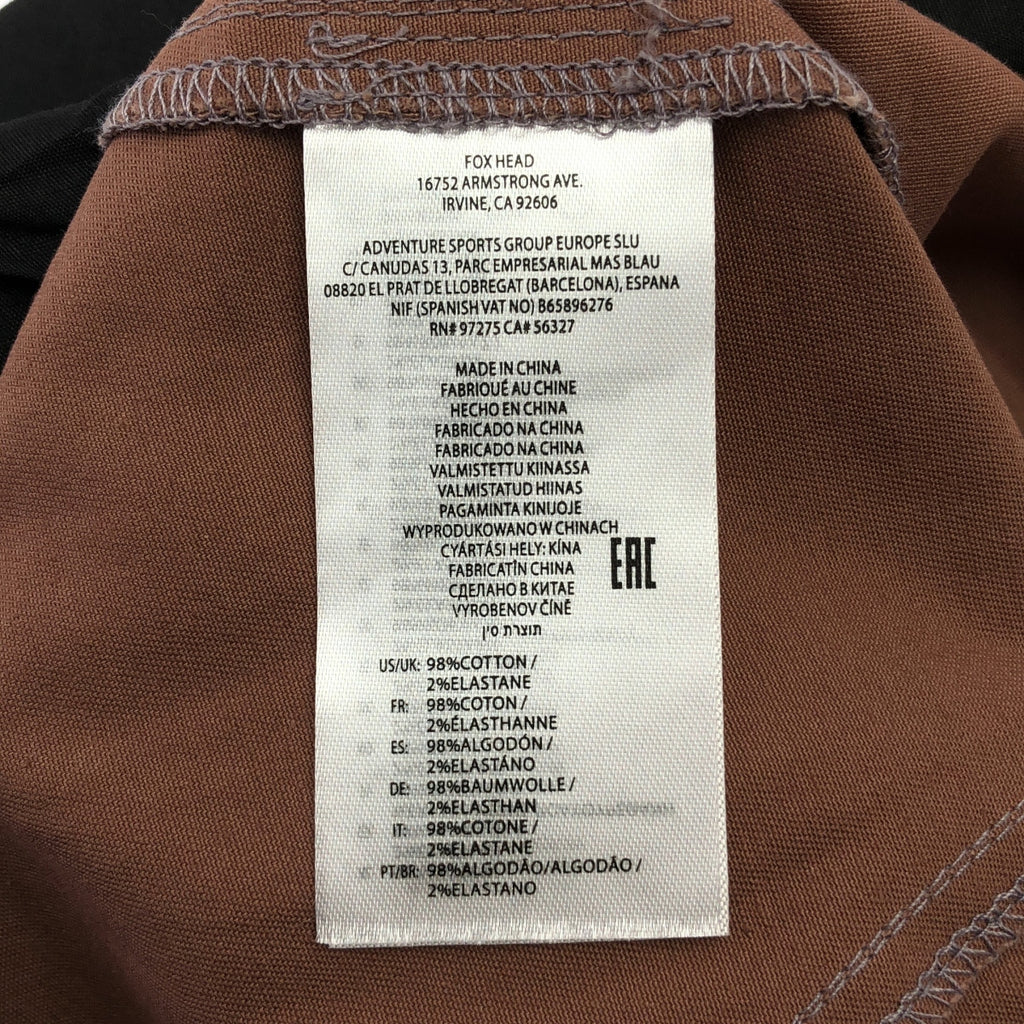 FOX HEAD
16752 ARMSTRONG AVE.
IRVINE, CA 92606
ADVENTURE SPORTS GROUP EUROPE SLU
C/ CANUDAS 13, PARC EMPRESARIAL MAS BLAU
08820 EL PRAT DE LLOBREGAT (BARCELONA), ESPANA
NIF (SPANISH VAT NO) B65896276
RN# 97275 CA# 56327
MADE IN CHINA
FABRIOUÉ AU CHINE
HECHO EN CHINA
FABRICADO NA CHINA
FABRICADO NA CHINA
VALMISTETTU KIINASSA
VALMISTATUD HIINAS
PAGAMINTA KINIJOJE
WYPRODUKOWANO W CHINACH
CYÁRTÁSI HELY: KÍNA
FABRICATÎN CHINA
EAC
СДЕЛАНО В КИТАЕ
VYROBENOV ČÍNĚ
תוצרת סין
US/UK: 98%COTTON /
2%ELASTANE
FR: 98%COTON /
2%ÉLASTHANNE
ES: 98%ALGODÓN /
2%ELASTÁNO
DE: 98%BAUMWOLLE /
2%ELASTHAN
IT: 98%COTONE /
2%ELASTANE
PT/BR: 98%ALGODÃO/ALGODÃO /
2%ELASTANO